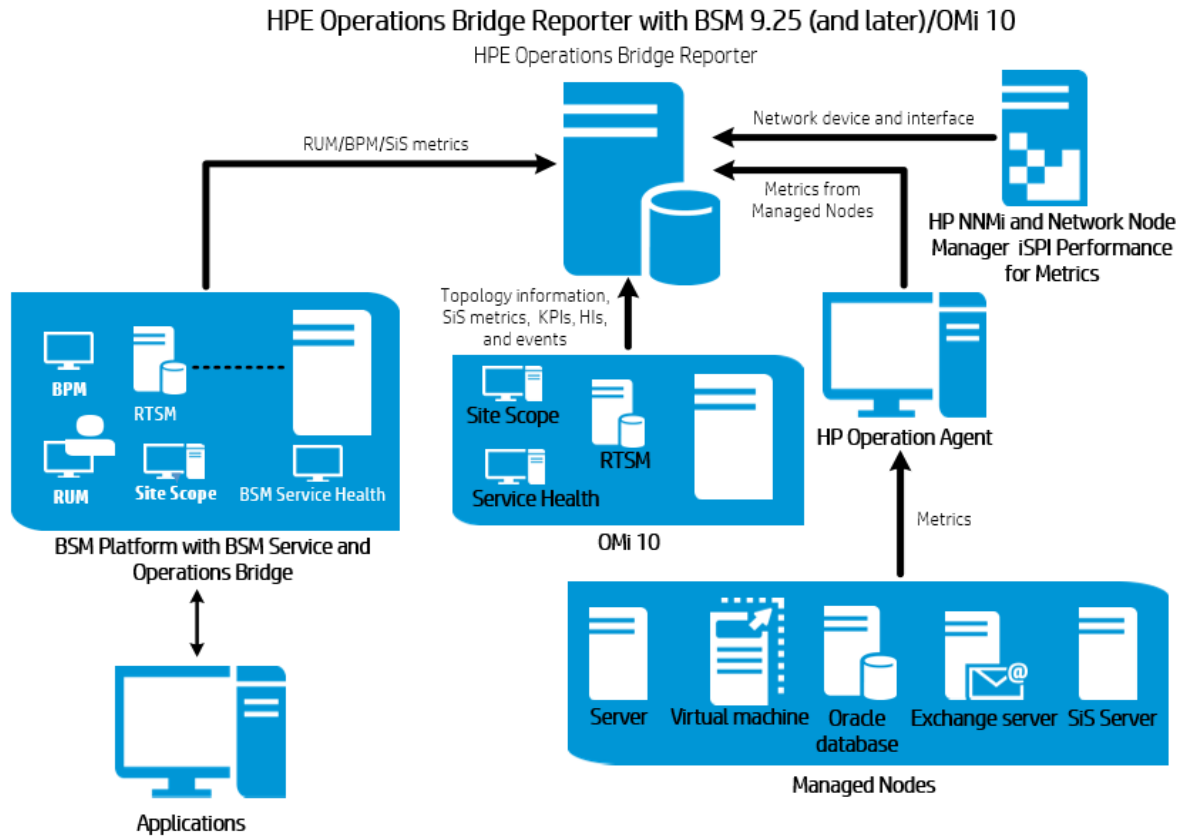 HPE Operations Bridge Reporter with BSM 9.25 (and later)/OMi 10
HPE Operations Bridge Reporter
Network device and interface
RUM/BPM/SiS metrics
Metrics from
Managed Nodes
HP NNMi and Network Node
Manager iSPI Performance
for Metrics
Topology information,
SiS metrics, KPIs, HIs,
and events
BPM
RTSM
RUM
Site Scope
BSM Service Health
BSM Platform with BSM Service and
Operations Bridge
Site Scope
RTSM
Service Health
OMi 10
HP Operation Agent
Metrics
@
Server
Virtual machine
Oracle
database
Exchange server
SiS Server
Managed Nodes
Applications